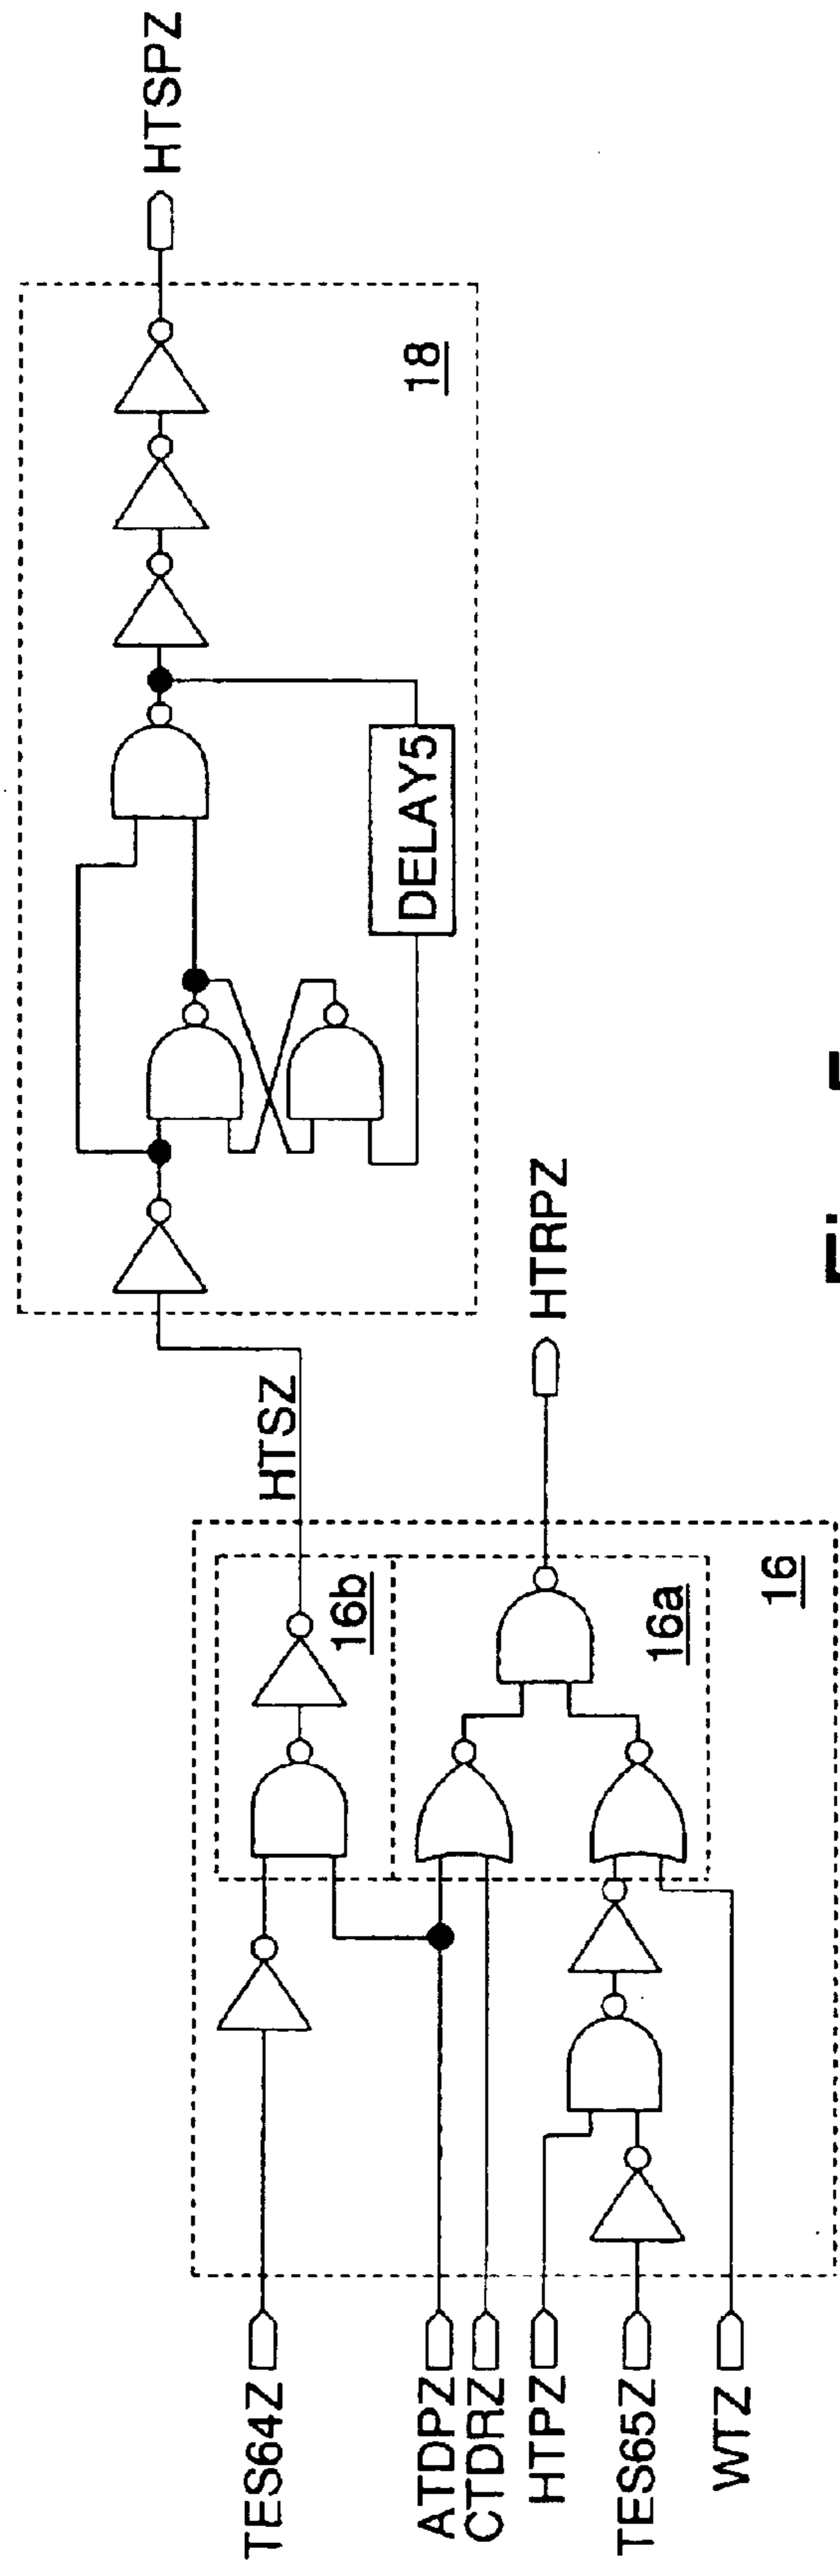 TES64Z
ATDPZ
CTDRZ
HTPZ
TES65Z
WTZ
16b
16a
16
HTSZ
HTRPZ
DELAY5
18
HTSPZ